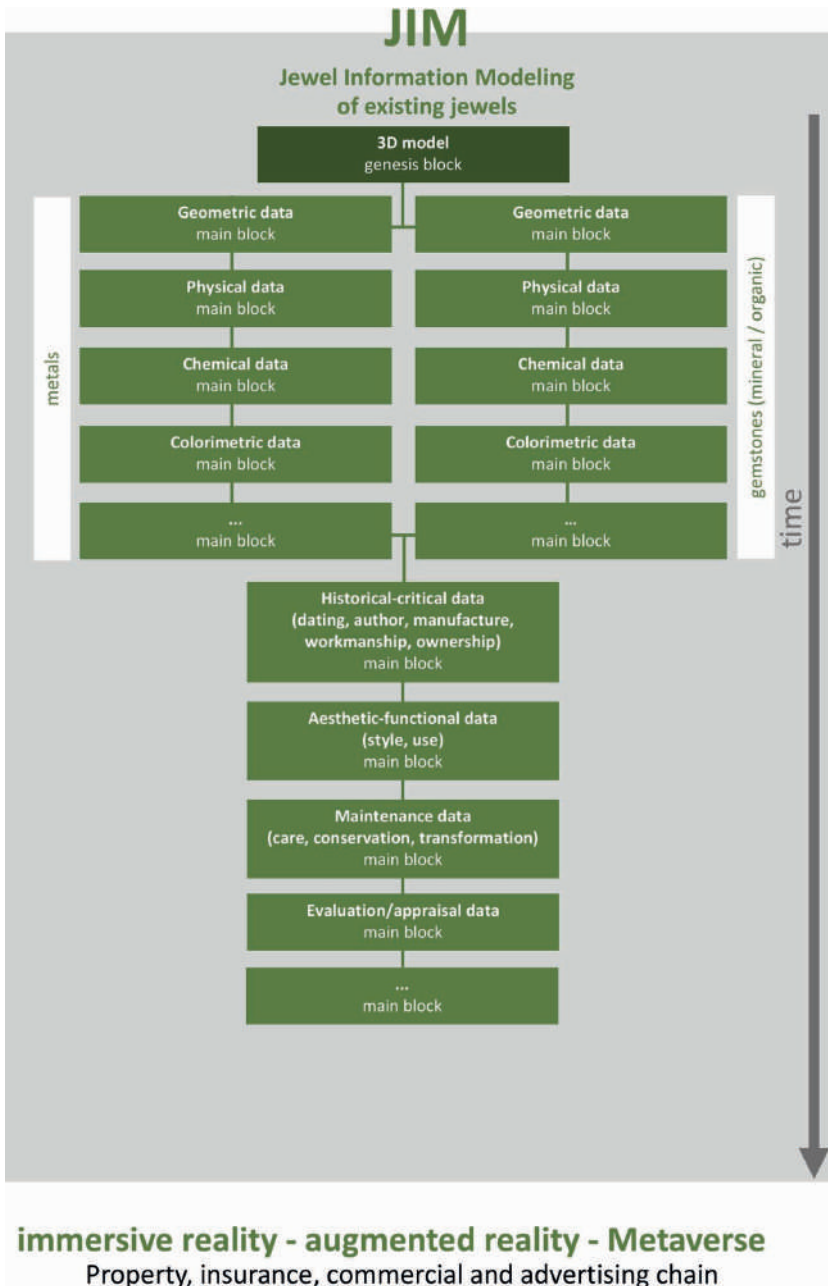 JIM
Jewel Information Modeling
of existing jewels
3D model
genesis block
metals
Geometric data
main block
Physical data
main block
Chemical data
main block
Colorimetric data
main block
...
main block
Geometric data
main block
Physical data
main block
Chemical data
main block
Colorimetric data
main block
...
main block
gemstones (mineral / organic)
time
Historical-critical data
(dating, author, manufacture,
workmanship, ownership)
main block
Aesthetic-functional data
(style, use)
main block
Maintenance data
(care, conservation, transformation)
main block
Evaluation/appraisal data
main block
...
main block
immersive reality - augmented reality - Metaverse
Property, insurance, commercial and advertising chain